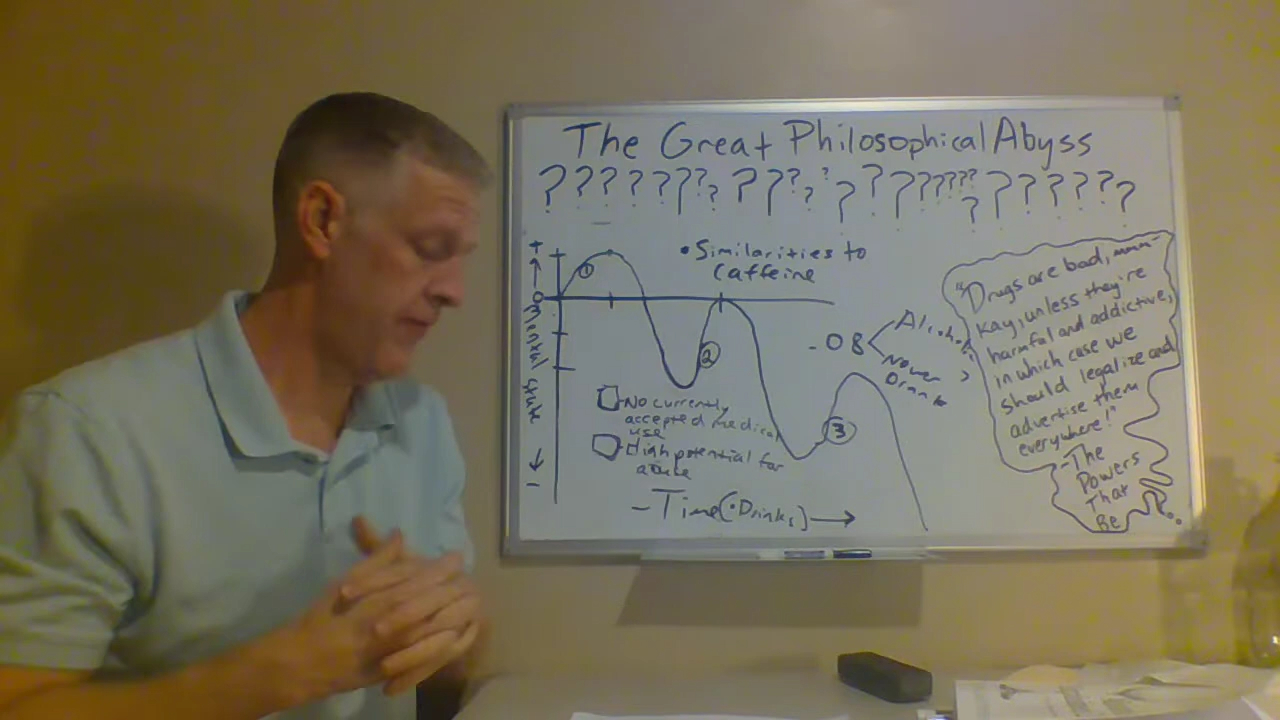 The Great Philosophical Abyss
? ? ? ? ? ? ? ? ? ? ? ? ? ? ? ? ? ? ? ? ? ? ? ? ? ? ? ? ?
+
0
Mental State
-
①
②
③
• Similarities to
caffeine
.08
Alcoholic
Never
Drank
No currently
accepted medical
use
High potential for
abuse
- Time (• Drinks)
"Drugs are bad, mmm-
kay, unless they're
harmful and addictive,
in which case we
should legalize and
advertise them
everywhere!"
- The
Powers
That
Be